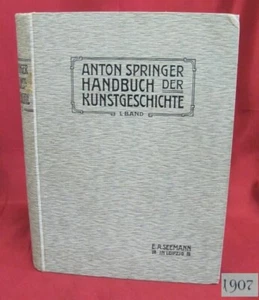 ANTON SPRINGER
HANDBUCH DER
KUNSTGESCHICHTE
I. BAND
E.A. SEEMANN
IN LEIPZIG
1907